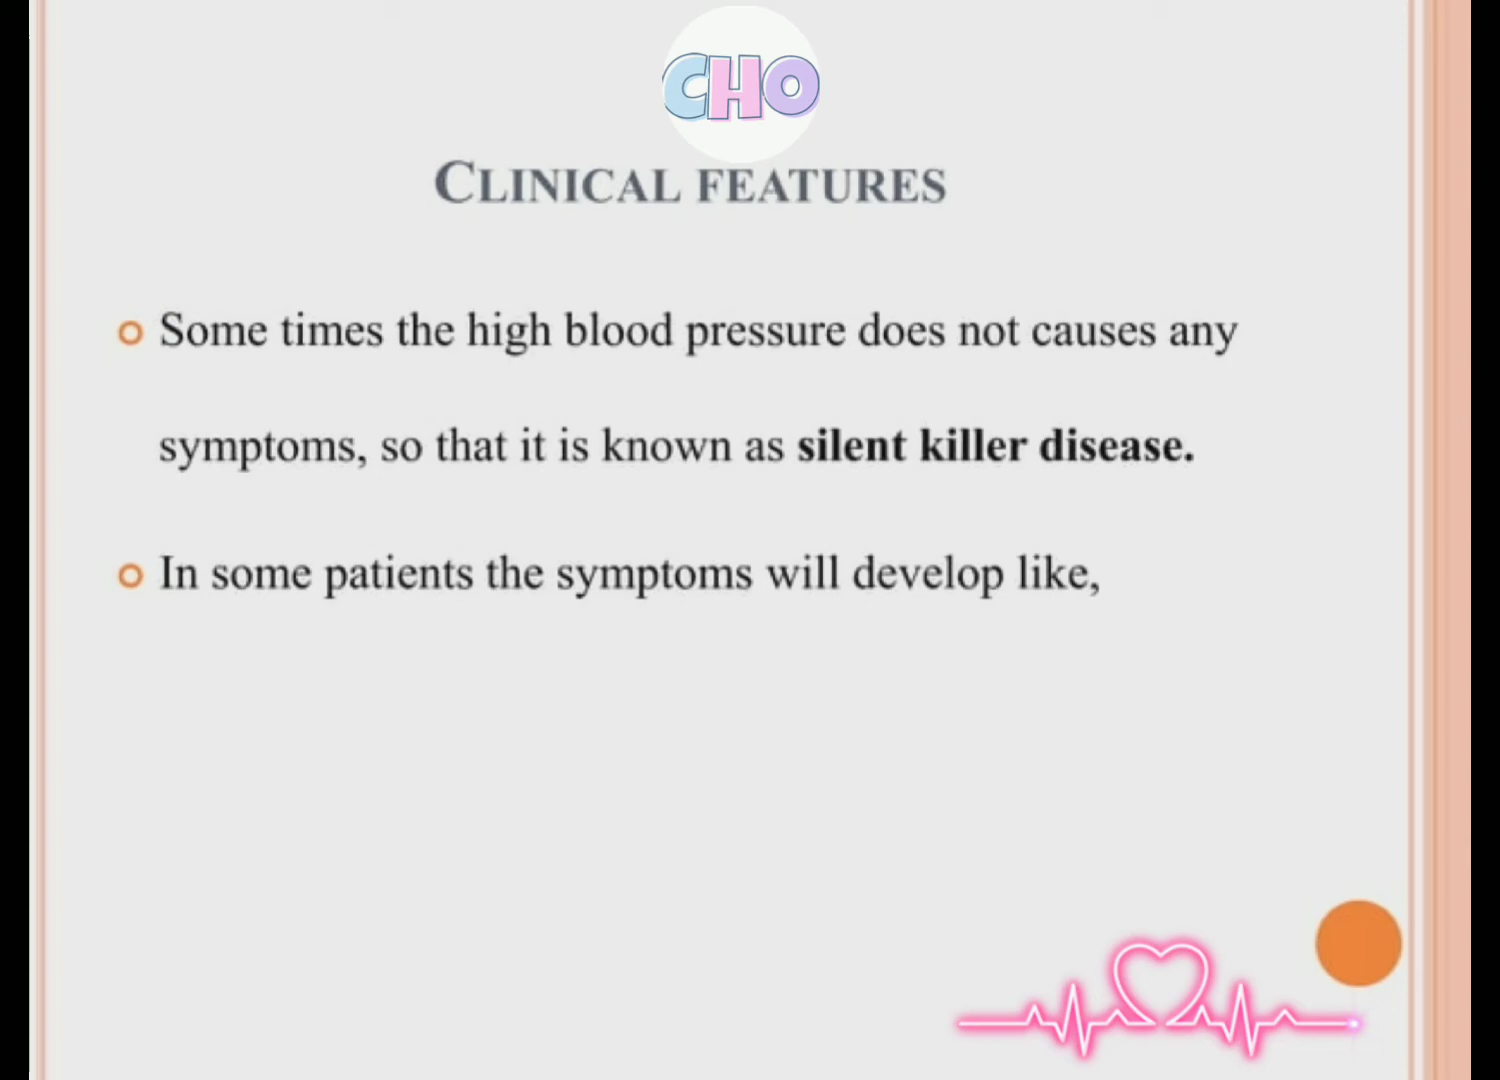 CHO
CLINICAL FEATURES
Some times the high blood pressure does not causes any
symptoms, so that it is known as silent killer disease.
In some patients the symptoms will develop like,